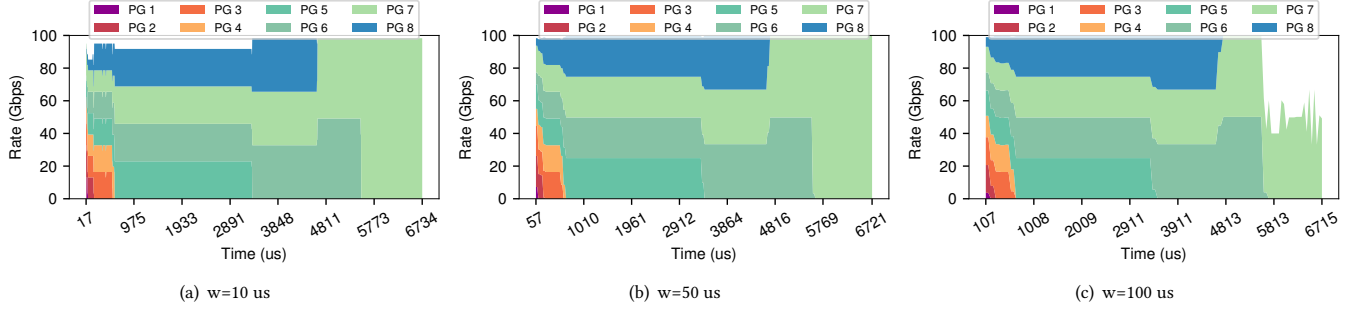 PG 1 PG 3 PG 5 PG 7
PG 2 PG 4 PG 6 PG 8
100
80
60
40
20
0
Rate (Gbps)
17 975 1933 2891 3848 4811 5773 6734
Time (us)
(a) w=10 us
PG 1 PG 3 PG 5 PG 7
PG 2 PG 4 PG 6 PG 8
100
80
60
40
20
0
Rate (Gbps)
57 1010 1961 2912 3864 4816 5769 6721
Time (us)
(b) w=50 us
PG 1 PG 3 PG 5 PG 7
PG 2 PG 4 PG 6 PG 8
100
80
60
40
20
0
Rate (Gbps)
107 1008 2009 2911 3911 4813 5813 6715
Time (us)
(c) w=100 us